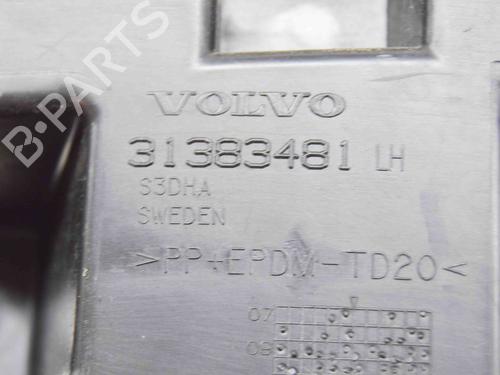 B-PARTS
VOLVO
31383481 LH
S3DHA
SWEDEN
>PP+EPDM-TD20<
07
09